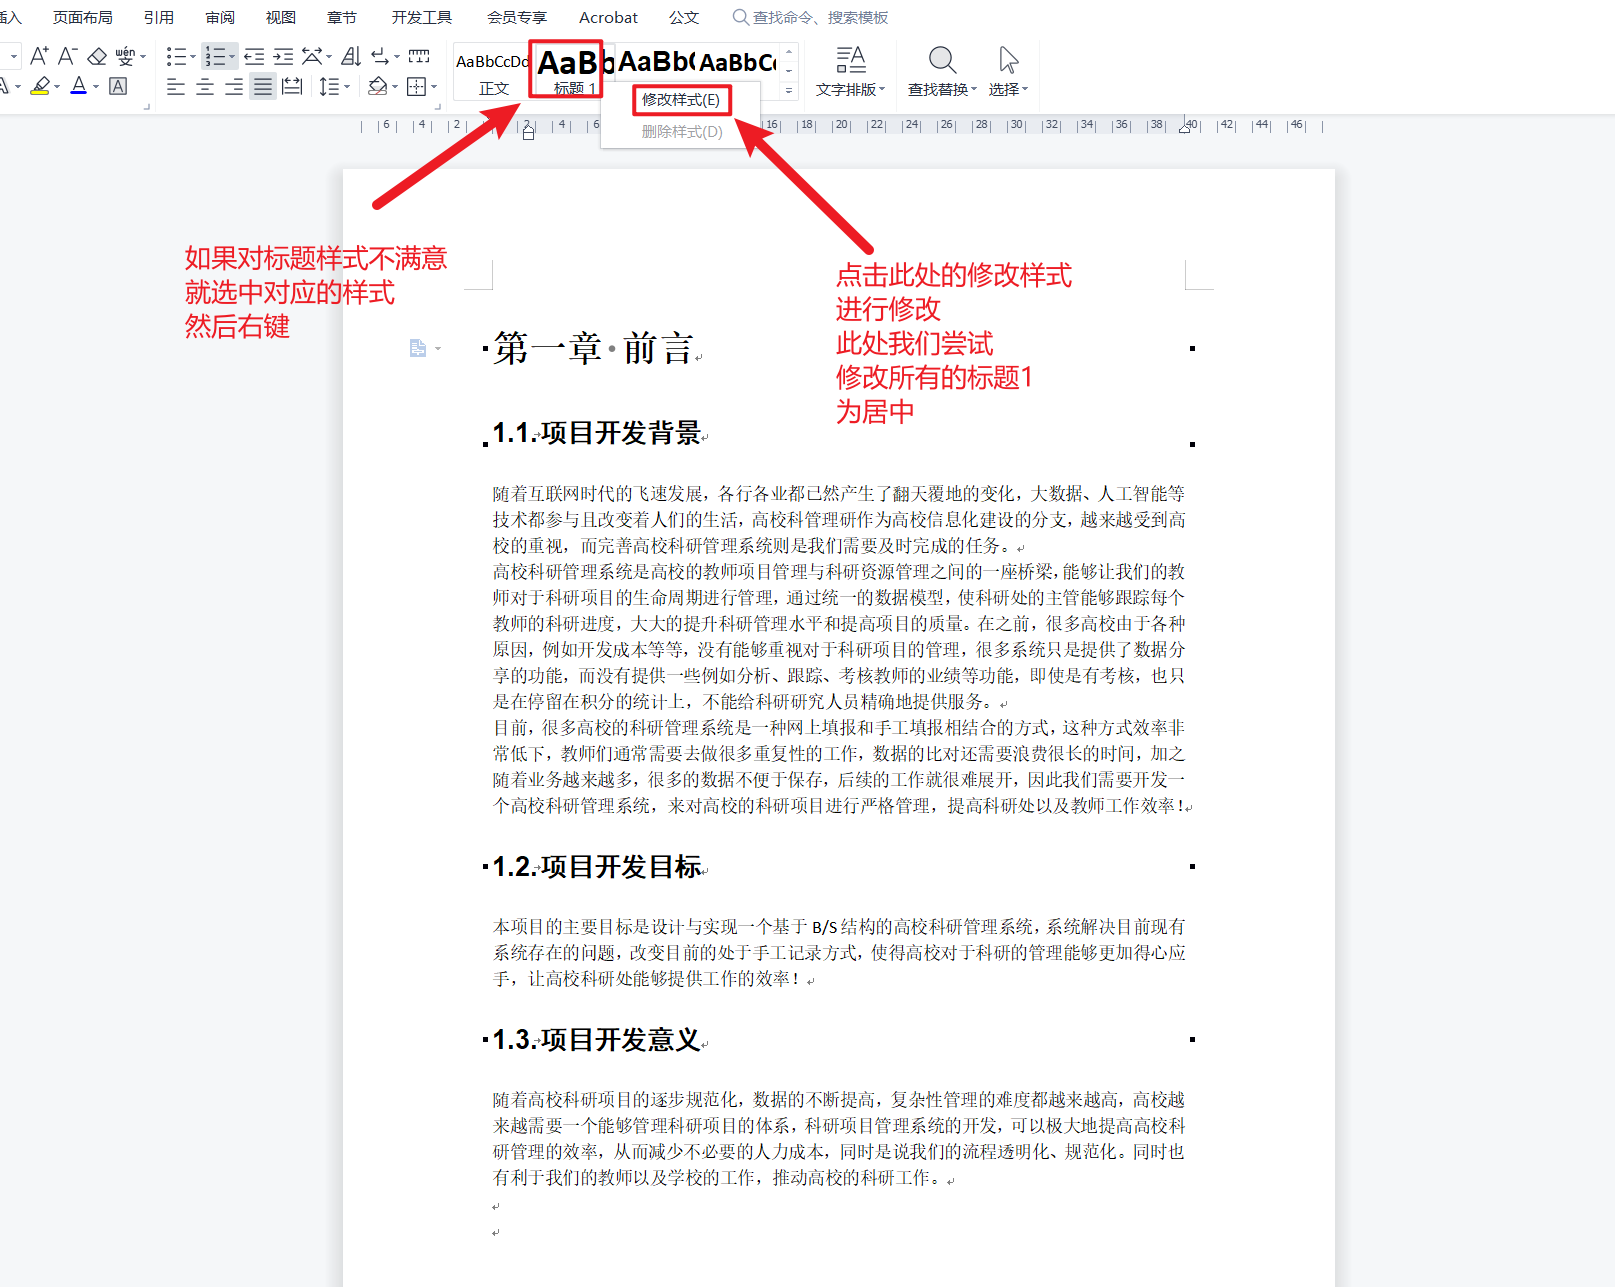 插入 页面布局 引用 审阅 视图 章节 开发工具 会员专享 Acrobat 公文 查找命令、搜索模板
wén
AaBbCcDd AaBb AaBb( AaBbC(
正文 标题 1
文字排版 查找替换 选择
修改样式(E)
删除样式(D)
6 4 2 2 4 6 16 18 20 22 24 26 28 30 32 34 36 38 40 42 44 46
如果对标题样式不满意
就选中对应的样式
然后右键
点击此处的修改样式
进行修改
此处我们尝试
修改所有的标题1
为居中
第一章·前言
1.1.项目开发背景
随着互联网时代的飞速发展，各行各业都已然产生了翻天覆地的变化，大数据、人工智能等
技术都参与且改变着人们的生活，高校科管理研作为高校信息化建设的分支，越来越受到高
校的重视，而完善高校科研管理系统则是我们需要及时完成的任务。
高校科研管理系统是高校的教师项目管理与科研资源管理之间的一座桥梁，能够让我们的教
师对于科研项目的生命周期进行管理，通过统一的数据模型，使科研处的主管能够跟踪每个
教师的科研进度，大大的提升科研管理水平和提高项目的质量。在之前，很多高校由于各种
原因，例如开发成本等等，没有能够重视对于科研项目的管理，很多系统只是提供了数据分
享的功能，而没有提供一些例如分析、跟踪、考核教师的业绩等功能，即使是有考核，也只
是在停留在积分的统计上，不能给科研研究人员精确地提供服务。
目前，很多高校的科研管理系统是一种网上填报和手工填报相结合的方式，这种方式效率非
常低下，教师们通常需要去做很多重复性的工作，数据的比对还需要浪费很长的时间，加之
随着业务越来越多，很多的数据不便于保存，后续的工作就很难展开，因此我们需要开发一
个高校科研管理系统，来对高校的科研项目进行严格管理，提高科研处以及教师工作效率！
1.2.项目开发目标
本项目的主要目标是设计与实现一个基于 B/S 结构的高校科研管理系统，系统解决目前现有
系统存在的问题，改变目前的处于手工记录方式，使得高校对于科研的管理能够更加得心应
手，让高校科研处能够提供工作的效率！
1.3.项目开发意义
随着高校科研项目的逐步规范化，数据的不断提高，复杂性管理的难度都越来越高，高校越
来越需要一个能够管理科研项目的体系，科研项目管理系统的开发，可以极大地提高高校科
研管理的效率，从而减少不必要的人力成本，同时是说我们的流程透明化、规范化。同时也
有利于我们的教师以及学校的工作，推动高校的科研工作。